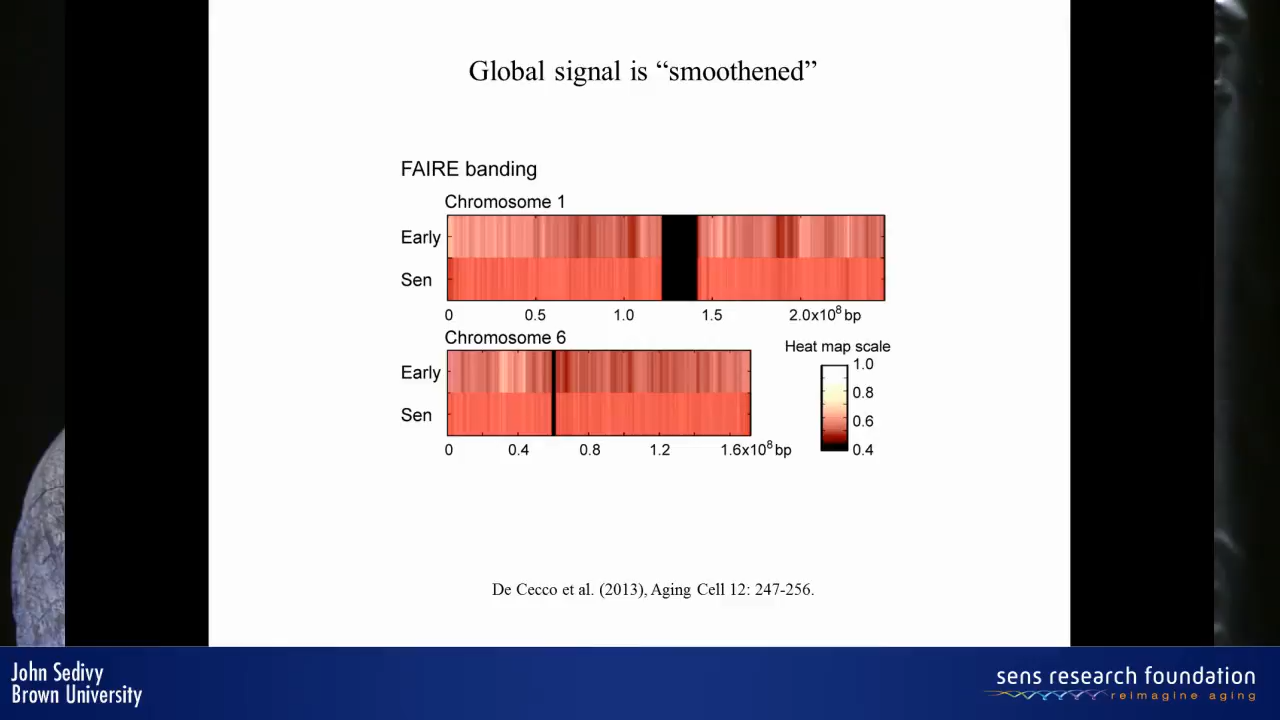 Global signal is “smoothened”
FAIRE banding
Chromosome 1
Early
Sen
0 0.5 1.0 1.5 2.0x10⁸ bp
Chromosome 6
Early
Sen
0 0.4 0.8 1.2 1.6x10⁸ bp
Heat map scale
1.0
0.8
0.6
0.4
De Cecco et al. (2013), Aging Cell 12: 247-256.
John Sedivy
Brown University
sens research foundation
reimagine aging